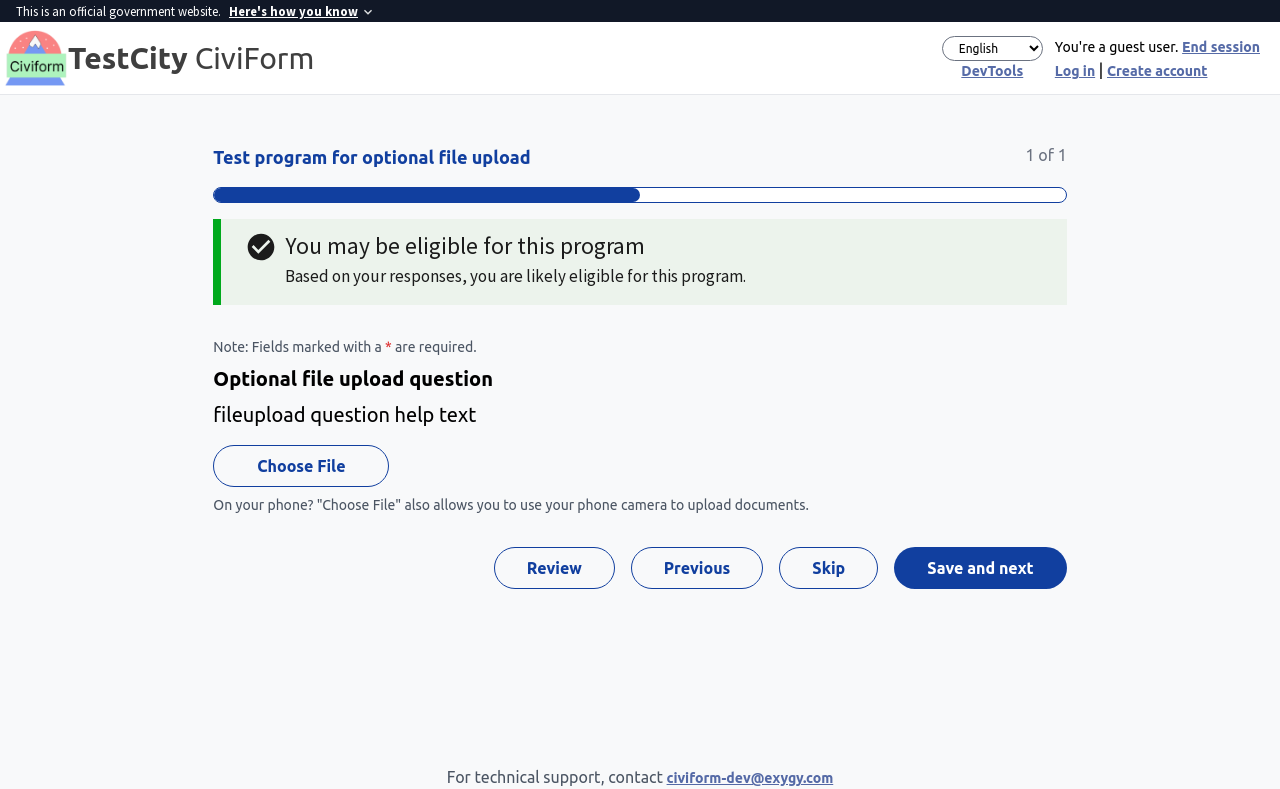 This is an official government website. Here's how you know
Civiform
TestCity CiviForm
English
You're a guest user. End session
DevTools
Log in | Create account
Test program for optional file upload
1 of 1
You may be eligible for this program
Based on your responses, you are likely eligible for this program.
Note: Fields marked with a * are required.
Optional file upload question
fileupload question help text
Choose File
On your phone? "Choose File" also allows you to use your phone camera to upload documents.
Review
Previous
Skip
Save and next
For technical support, contact civiform-dev@exygy.com